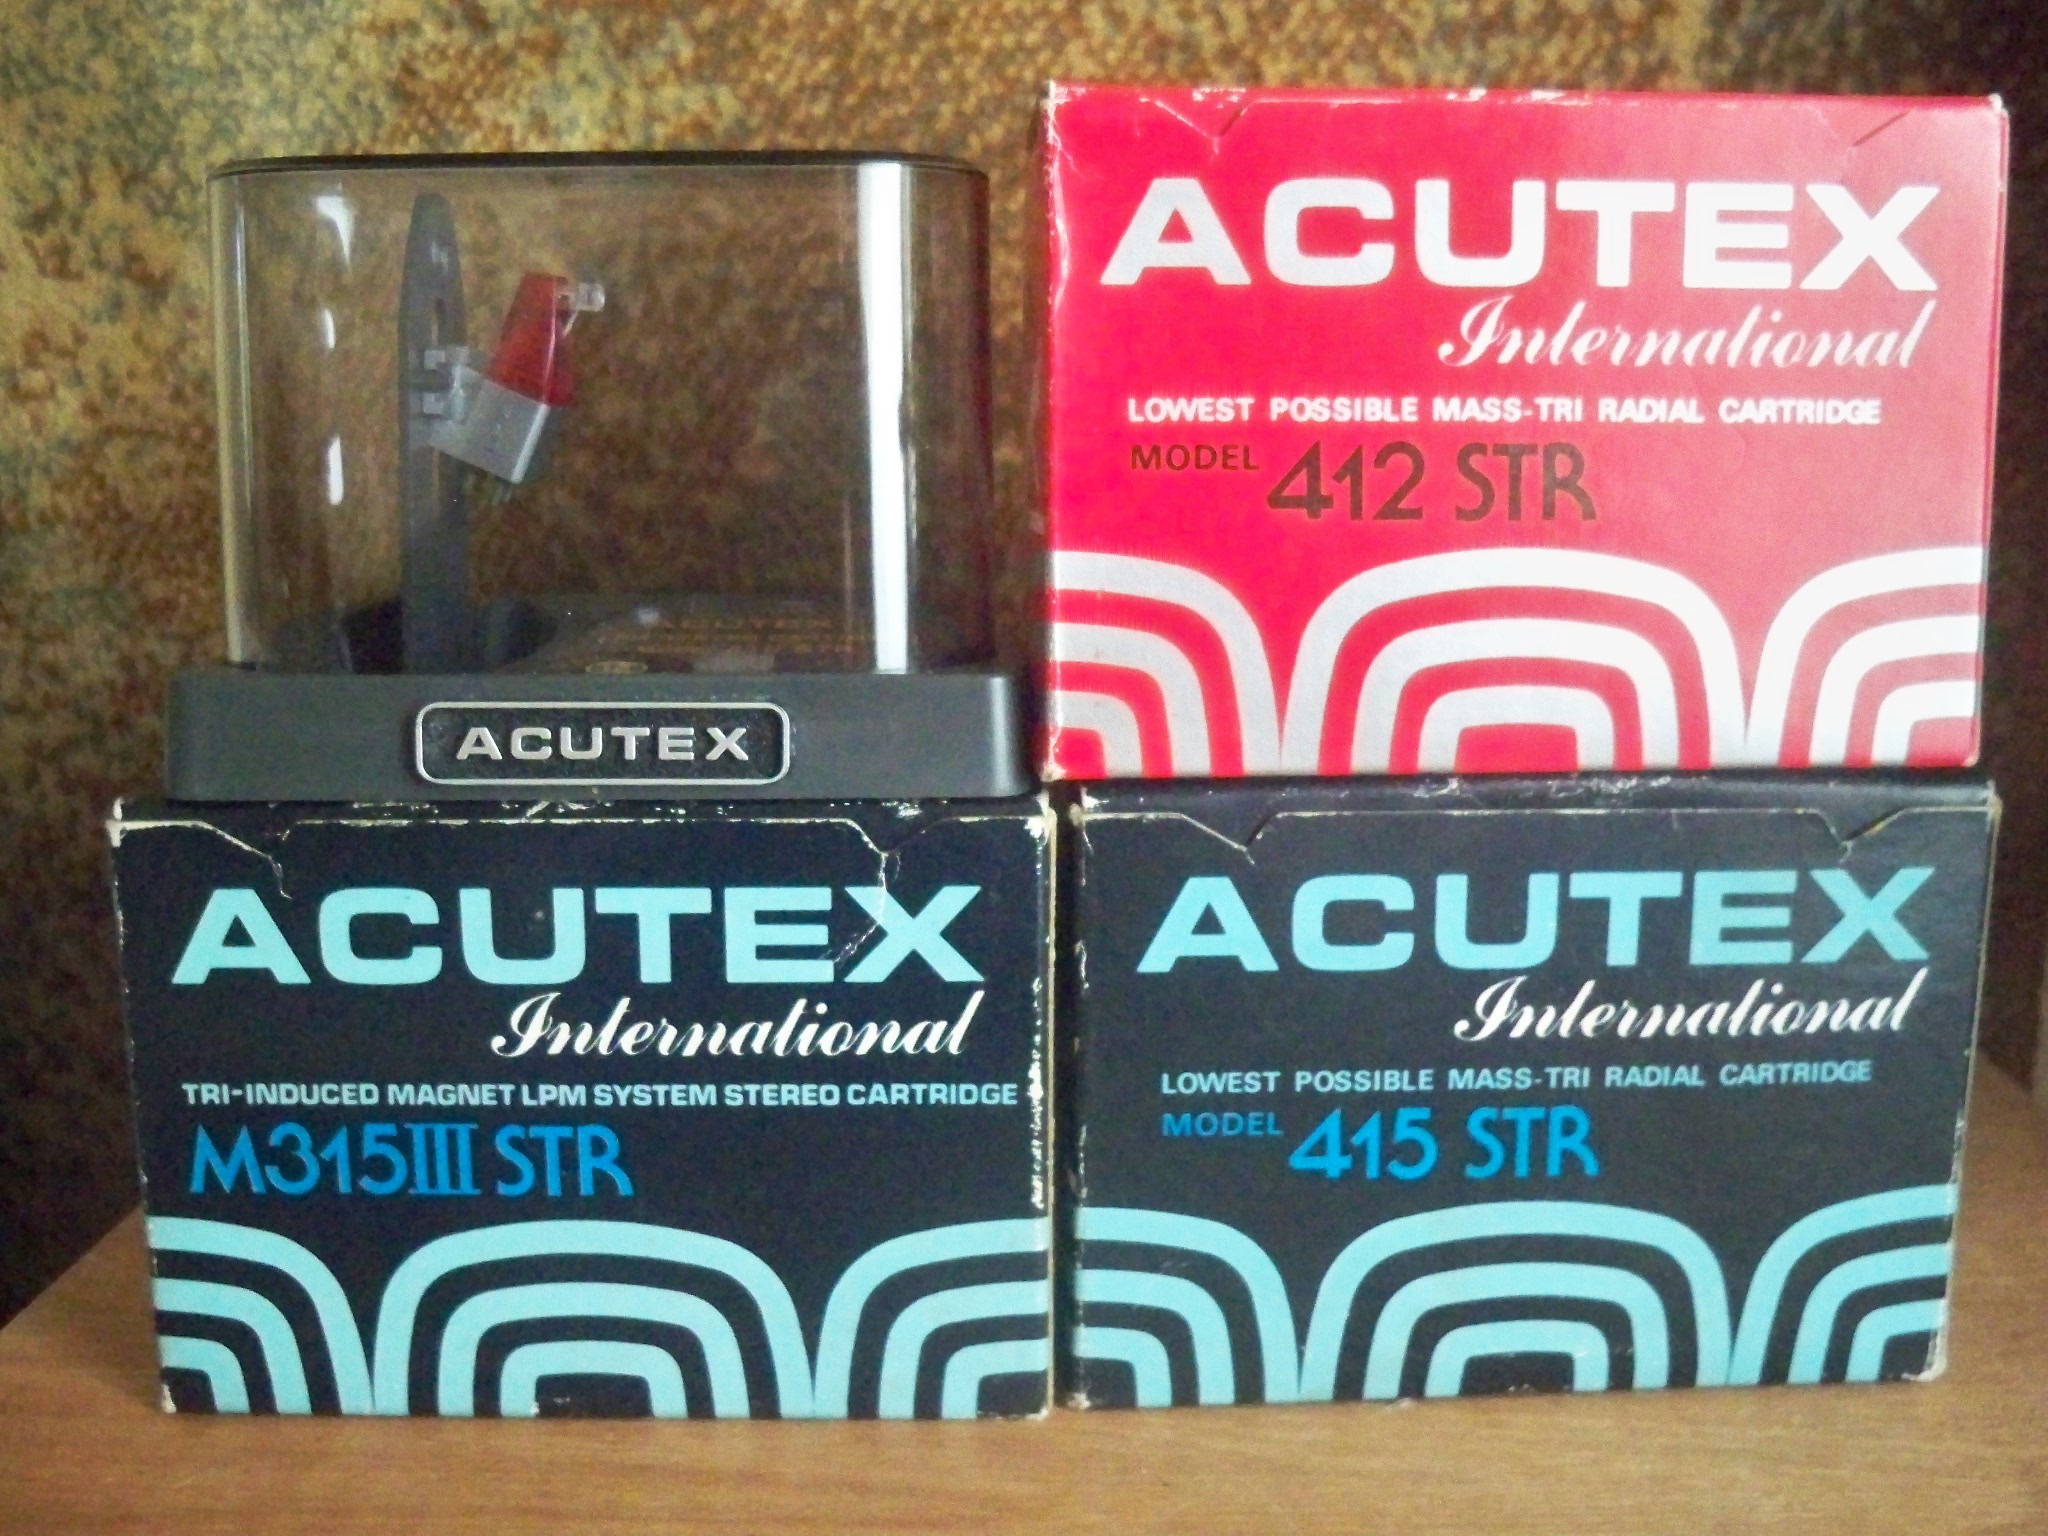 ACUTEX
ACUTEX
International
LOWEST POSSIBLE MASS-TRI RADIAL CARTRIDGE
MODEL 412 STR
ACUTEX
International
TRI-INDUCED MAGNET LPM SYSTEM STEREO CARTRIDGE
M315III STR
ACUTEX
International
LOWEST POSSIBLE MASS-TRI RADIAL CARTRIDGE
MODEL 415 STR